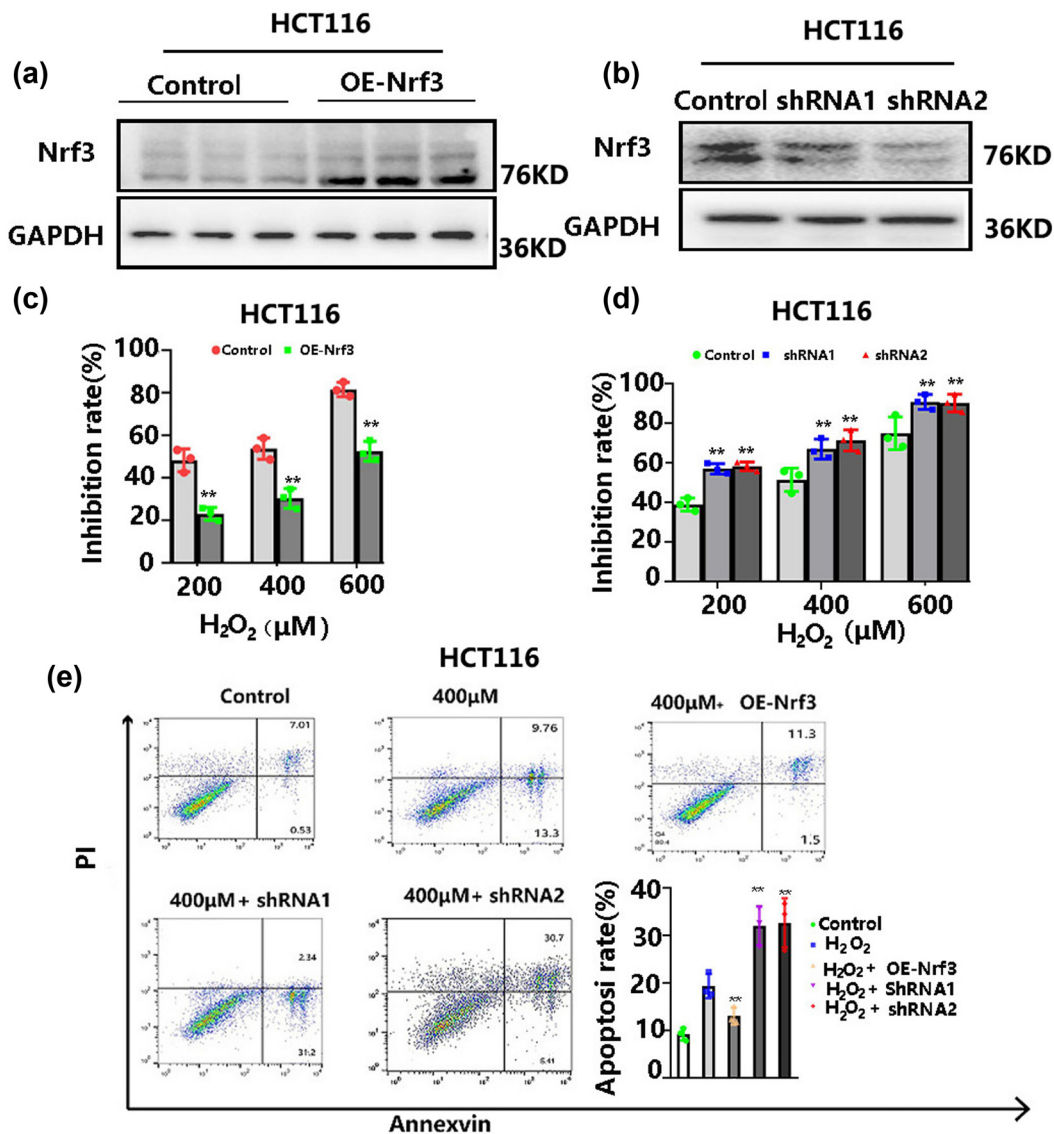 HCT116
(a)
Control OE-Nrf3
Nrf3 76KD
GAPDH 36KD
HCT116
(b)
Control shRNA1 shRNA2
Nrf3 76KD
GAPDH 36KD
(c)
HCT116
Control OE-Nrf3
Inhibition rate(%)
100
80
60
40
20
0
** ** **
200 400 600
H₂O₂ (μM)
(d)
HCT116
Control shRNA1 shRNA2
Inhibition rate(%)
100
80
60
40
20
0
** ** ** ** ** **
200 400 600
H₂O₂ (μM)
(e)
HCT116
PI
Annexvin
Control
7.01
0.53
400μM
9.76
13.3
400μM+ OE-Nrf3
11.3
1.5
Q4
80.4
400μM+ shRNA1
2.34
31.2
400μM+ shRNA2
30.7
5.41
Apoptosi rate(%)
40
30
20
10
0
** ** **
Control
H₂O₂
H₂O₂ + OE-Nrf3
H₂O₂ + ShRNA1
H₂O₂ + shRNA2